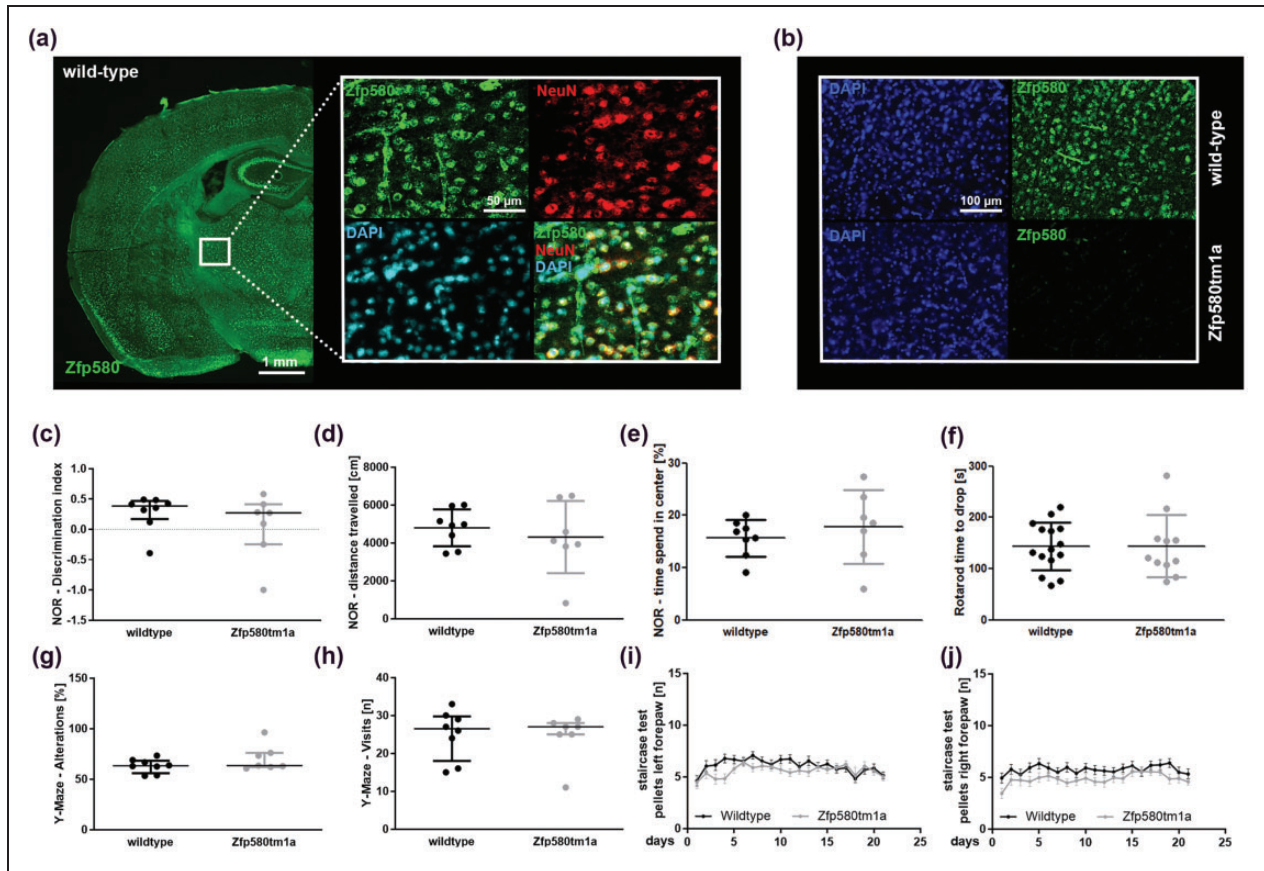 (a)
wild-type
Zfp580
1 mm
Zfp580
NeuN
50 µm
DAPI
Zfp580
NeuN
DAPI
(b)
DAPI
Zfp580
100 µm
wild-type
DAPI
Zfp580
Zfp580tm1a
(c)
NOR - Discrimination index
1.0
0.5
0.0
-0.5
-1.0
-1.5
wildtype
Zfp580tm1a
(d)
NOR - distance travelled [cm]
8000
6000
4000
2000
0
wildtype
Zfp580tm1a
(e)
NOR - time spend in center [%]
30
20
10
0
wildtype
Zfp580tm1a
(f)
Rotarod time to drop [s]
300
200
100
0
wildtype
Zfp580tm1a
(g)
Y-Maze - Alterations [%]
150
100
50
0
wildtype
Zfp580tm1a
(h)
Y-Maze - Visits [n]
40
30
20
10
0
wildtype
Zfp580tm1a
(i)
staircase test
pellets left forepaw [n]
15
10
5
0
Wildtype
Zfp580tm1a
days
0 5 10 15 20 25
(j)
staircase test
pellets right forepaw [n]
15
10
5
0
Wildtype
Zfp580tm1a
days
0 5 10 15 20 25